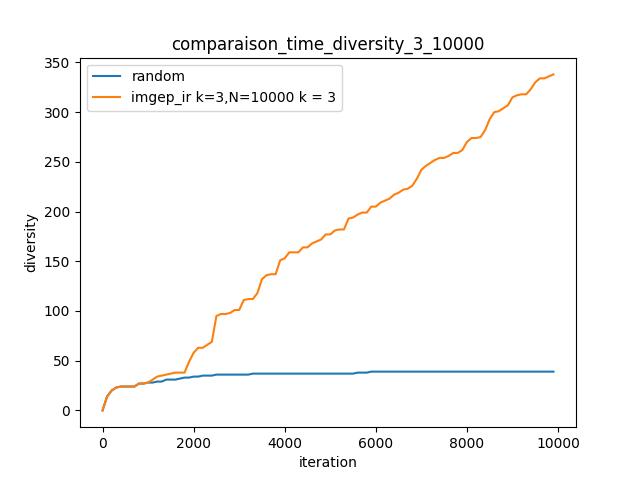 comparaison_time_diversity_3_10000
random
imgep_ir k=3,N=10000 k = 3
diversity
350
300
250
200
150
100
50
0
0 2000 4000 6000 8000 10000
iteration